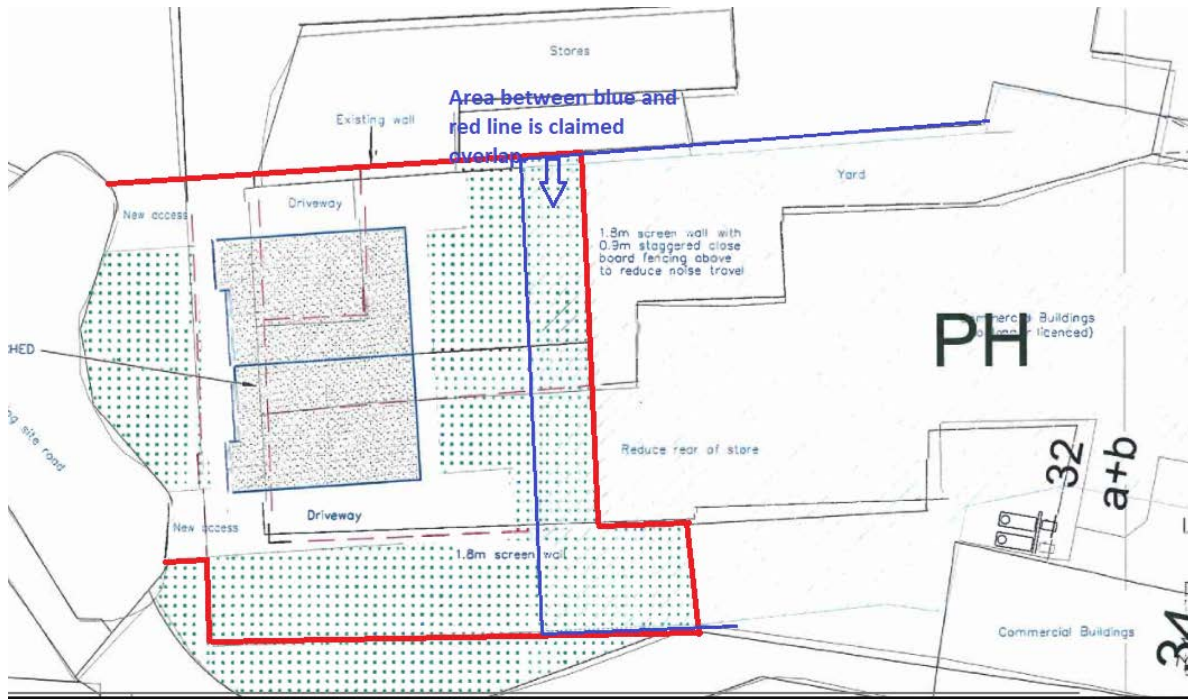 Stores
Area between blue and
red line is claimed
overlap
Existing wall
Yard
New access
Driveway
1.8m screen wall with
0.9m staggered close
board fencing above
to reduce noise travel
PH
Buildings
licenced)
site road
Reduce rear of store
32
a+b
New access
Driveway
1.8m screen wall
Commercial Buildings
34